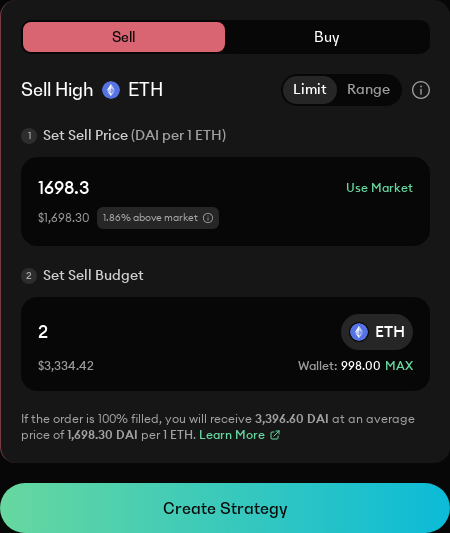 Sell Buy
Sell High ETH Limit Range
1 Set Sell Price (DAI per 1 ETH)
1698.3 Use Market
$1,698.30 1.86% above market
2 Set Sell Budget
2 ETH
$3,334.42 Wallet: 998.00 MAX
If the order is 100% filled, you will receive 3,396.60 DAI at an average
price of 1,698.30 DAI per 1 ETH. Learn More
Create Strategy